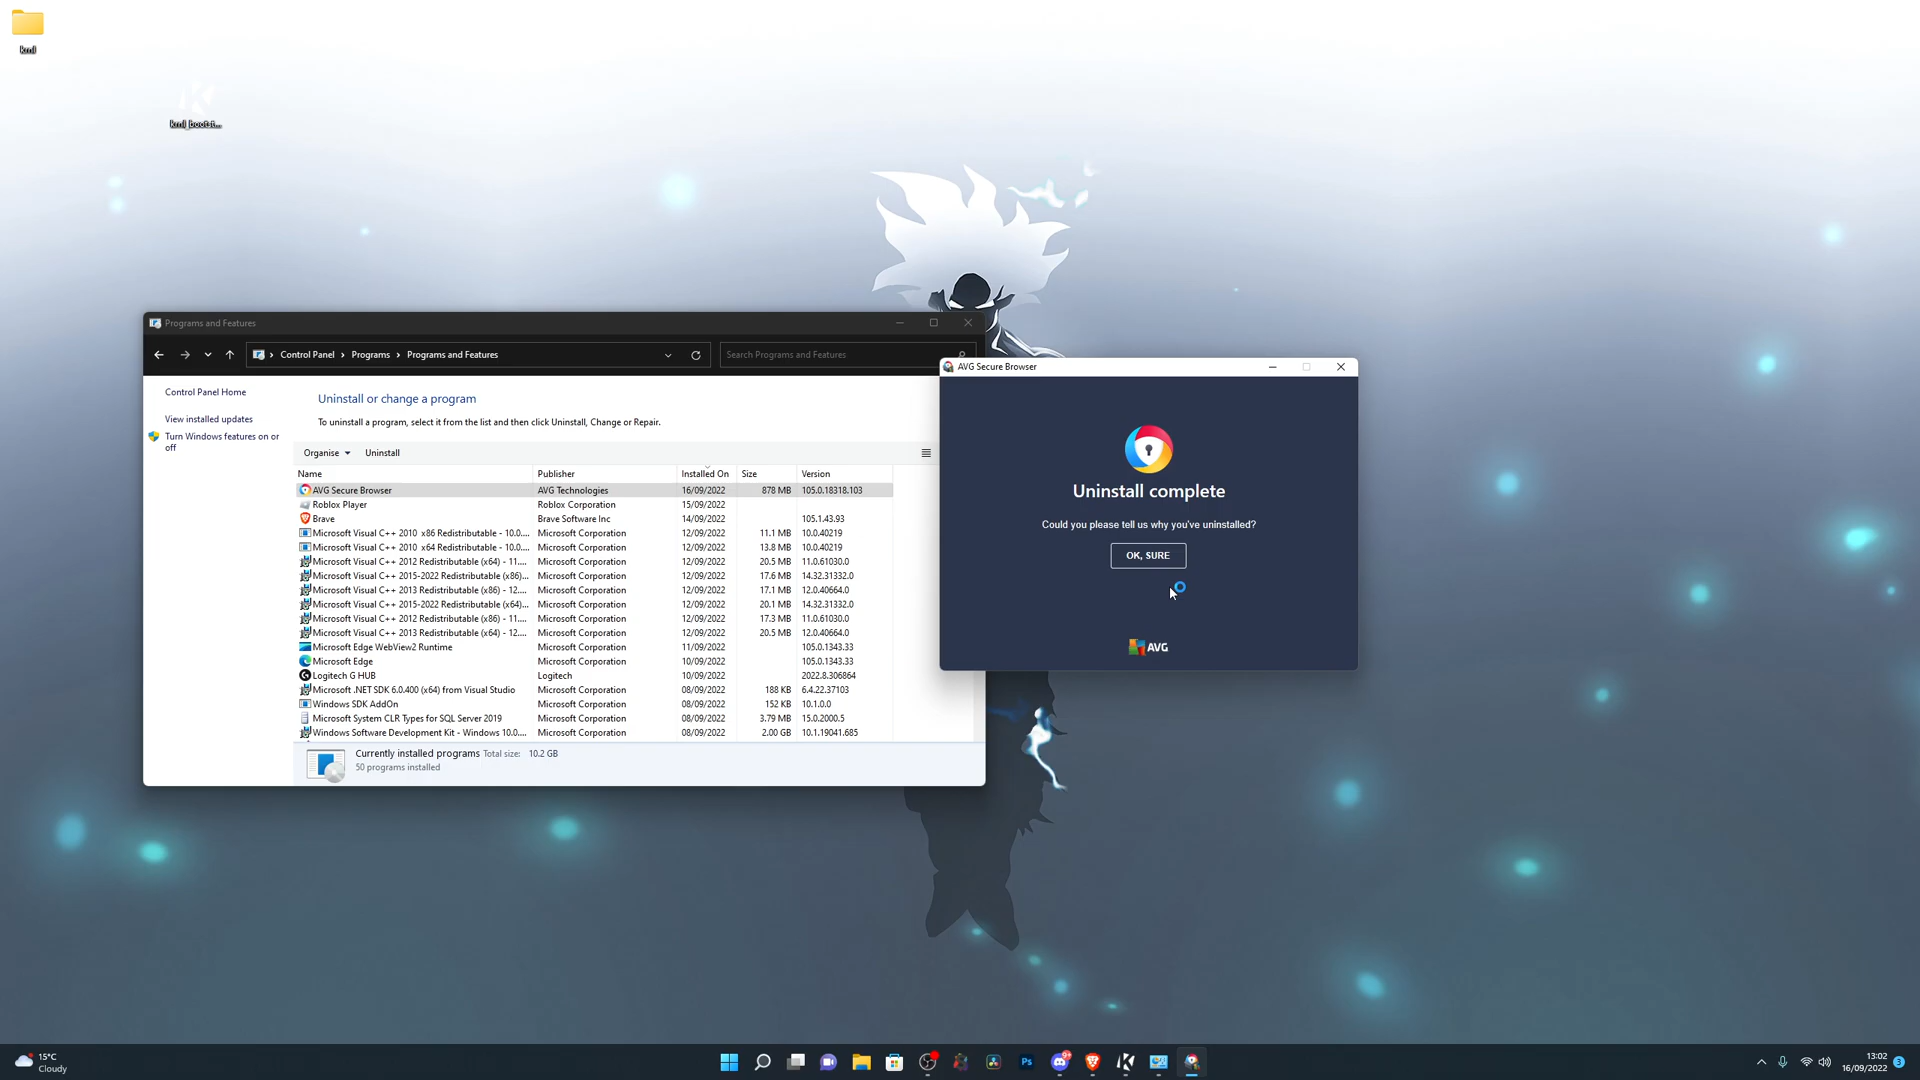 krnl
krnl_bootst...
Programs and Features
Control Panel > Programs > Programs and Features
Search Programs and Features
Control Panel Home
View installed updates
Turn Windows features on or
off
Uninstall or change a program
To uninstall a program, select it from the list and then click Uninstall, Change or Repair.
Organise
Uninstall
Name Publisher Installed On Size Version
AVG Secure Browser AVG Technologies 16/09/2022 878 MB 105.0.18318.103
Roblox Player Roblox Corporation 15/09/2022
Brave Brave Software Inc 14/09/2022 105.1.43.93
Microsoft Visual C++ 2010 x86 Redistributable - 10.0.... Microsoft Corporation 12/09/2022 11.1 MB 10.0.40219
Microsoft Visual C++ 2010 x64 Redistributable - 10.0.... Microsoft Corporation 12/09/2022 13.8 MB 10.0.40219
Microsoft Visual C++ 2012 Redistributable (x64) - 11.... Microsoft Corporation 12/09/2022 20.5 MB 11.0.61030.0
Microsoft Visual C++ 2015-2022 Redistributable (x86)... Microsoft Corporation 12/09/2022 17.6 MB 14.32.31332.0
Microsoft Visual C++ 2013 Redistributable (x86) - 12.... Microsoft Corporation 12/09/2022 17.1 MB 12.0.40664.0
Microsoft Visual C++ 2015-2022 Redistributable (x64)... Microsoft Corporation 12/09/2022 20.1 MB 14.32.31332.0
Microsoft Visual C++ 2012 Redistributable (x86) - 11.... Microsoft Corporation 12/09/2022 17.3 MB 11.0.61030.0
Microsoft Visual C++ 2013 Redistributable (x64) - 12.... Microsoft Corporation 12/09/2022 20.5 MB 12.0.40664.0
Microsoft Edge WebView2 Runtime Microsoft Corporation 11/09/2022 105.0.1343.33
Microsoft Edge Microsoft Corporation 10/09/2022 105.0.1343.33
Logitech G HUB Logitech 10/09/2022 2022.8.306864
Microsoft .NET SDK 6.0.400 (x64) from Visual Studio Microsoft Corporation 08/09/2022 188 KB 6.4.22.37103
Windows SDK AddOn Microsoft Corporation 08/09/2022 152 KB 10.1.0.0
Microsoft System CLR Types for SQL Server 2019 Microsoft Corporation 08/09/2022 3.79 MB 15.0.2000.5
Windows Software Development Kit - Windows 10.0.... Microsoft Corporation 08/09/2022 2.00 GB 10.1.19041.685
Currently installed programs Total size: 10.2 GB
50 programs installed
AVG Secure Browser
Uninstall complete
Could you please tell us why you've uninstalled?
OK, SURE
AVG
15°C
Cloudy
Ps
9+
13:02
16/09/2022
3